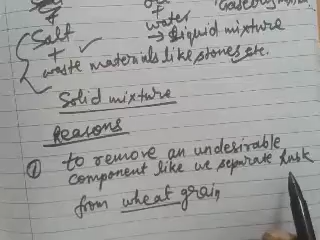 Salt
+
waste materials like stones etc.
water
→ liquid mixture
Solid mixture
Reasons
① to remove an undesirable
component like we separate husk
from wheat grain